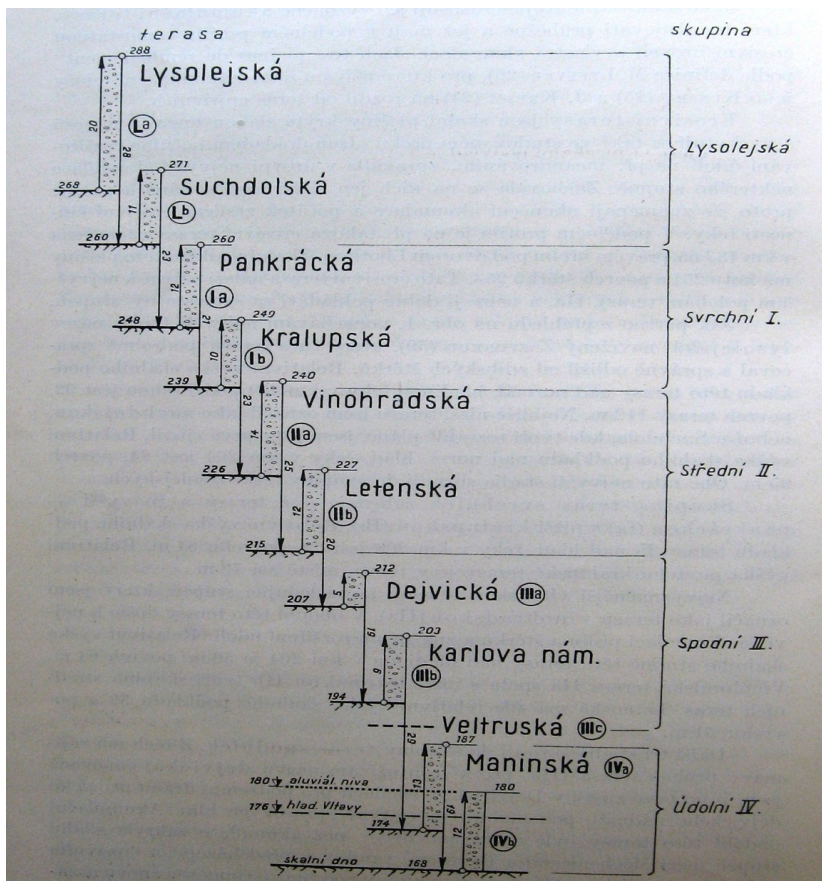 terasa skupina
288
Lysolejská
20 28 La
Lysolejská
268
271
Suchdolská
11 Lb
260
23
260
Pankrácká
12 Ia
248
12
Svrchní I.
249
Kralupská
10 Ib
239
23
240
Vinohradská
14 IIa
226
25
Střední II.
227
Letenská
12 IIb
215
20
212
Dejvická IIIa
5
207
19
203
Karlova nám.
9 IIIb
Spodní III.
194
29
Veltruská IIIc
187
Maninská IVa
13
180 aluviál. niva
180
19
176 hlad. Vltavy
Údolní IV.
174
12 IVb
skalní dno 168